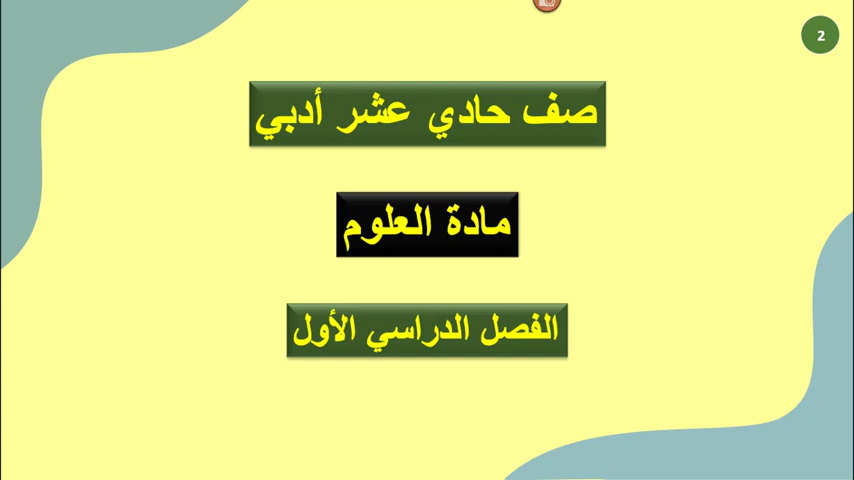 2
صف حادي عشر أدبي
مادة العلوم
الفصل الدراسي الأول